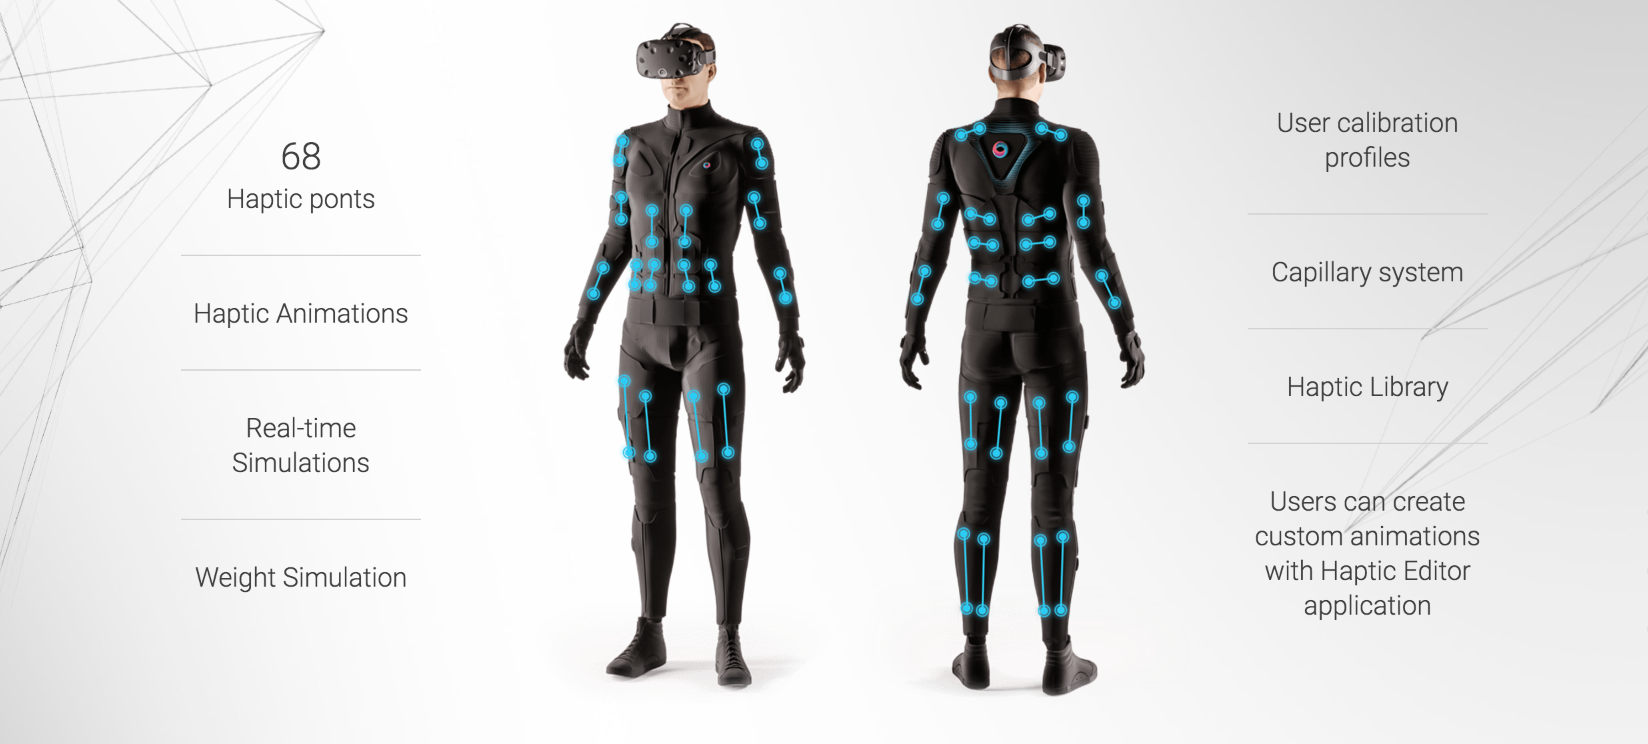 68
Haptic ponts
Haptic Animations
Real-time
Simulations
Weight Simulation
User calibration
profiles
Capillary system
Haptic Library
Users can create
custom animations
with Haptic Editor
application